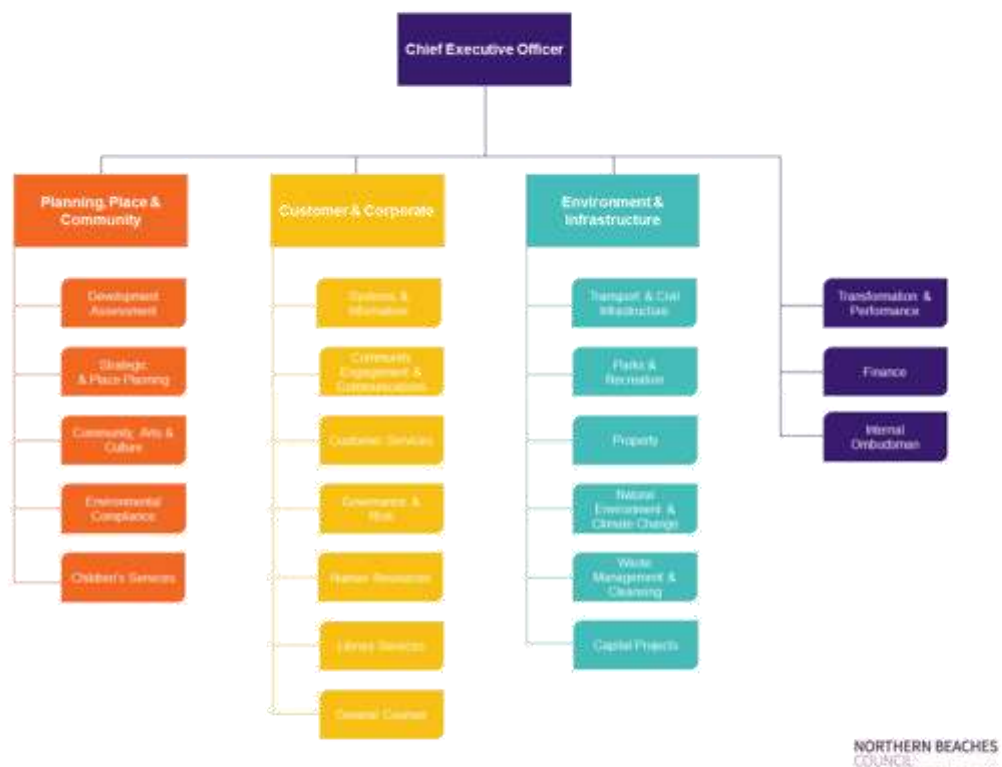 Chief Executive Officer
Planning, Place &
Community
Development
Assessment
Strategic
& Place Planning
Community, Arts &
Culture
Environmental
Compliance
Children's Services
Customer & Corporate
Systems &
Information
Community
Engagement &
Communications
Customer Services
Governance &
Risk
Human Resources
Library Services
General Counsel
Environment &
Infrastructure
Transport & Civil
Infrastructure
Parks &
Recreation
Property
Natural
Environment &
Climate Change
Waste
Management &
Cleansing
Capital Projects
Transformation &
Performance
Finance
Internal
Ombudsman
NORTHERN BEACHES
COUNCIL